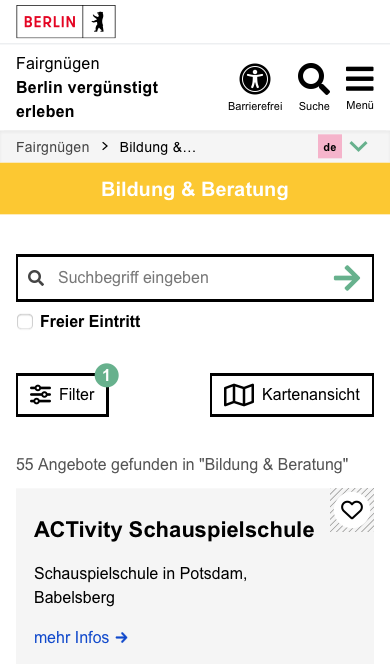 BERLIN
Fairgnügen
Berlin vergünstigt
erleben
Barrierefrei
Suche
Menü
Fairgnügen > Bildung &…
de
Bildung & Beratung
Suchbegriff eingeben
Freier Eintritt
Filter
1
Kartenansicht
55 Angebote gefunden in "Bildung & Beratung"
ACTivity Schauspielschule
Schauspielschule in Potsdam,
Babelsberg
mehr Infos